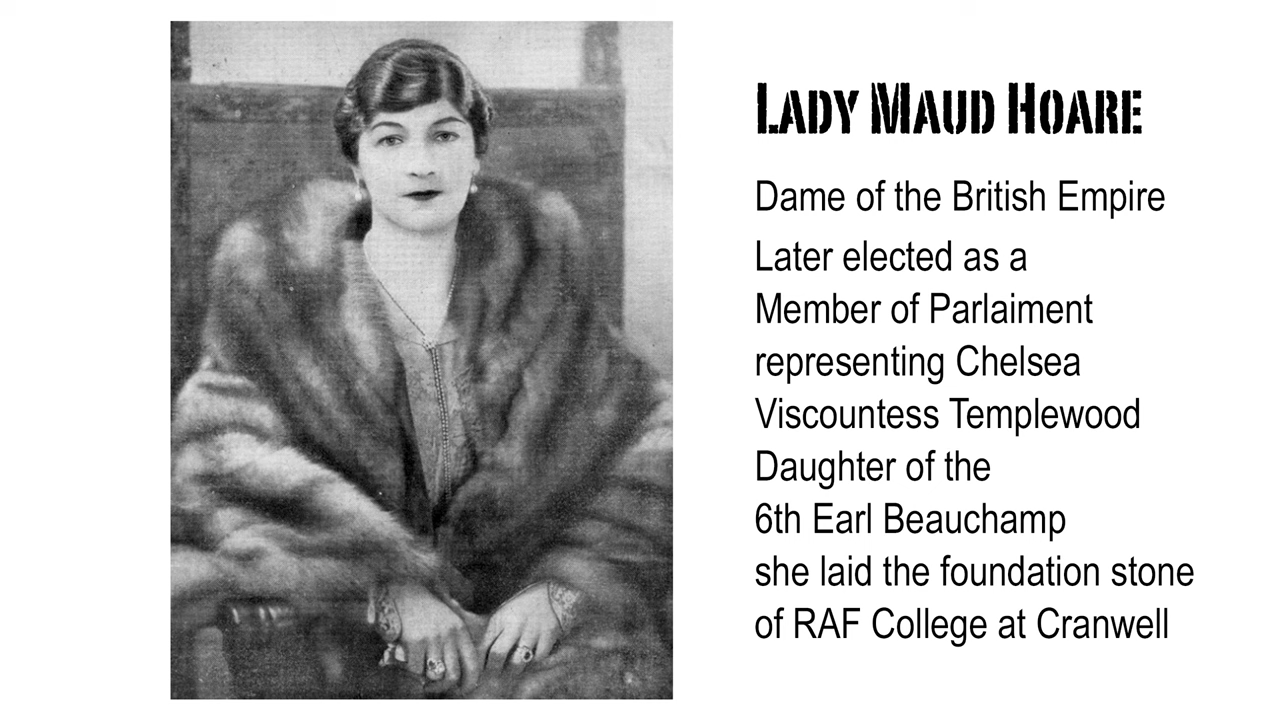 LADY MAUD HOARE
Dame of the British Empire
Later elected as a
Member of Parlaiment
representing Chelsea
Viscountess Templewood
Daughter of the
6th Earl Beauchamp
she laid the foundation stone
of RAF College at Cranwell